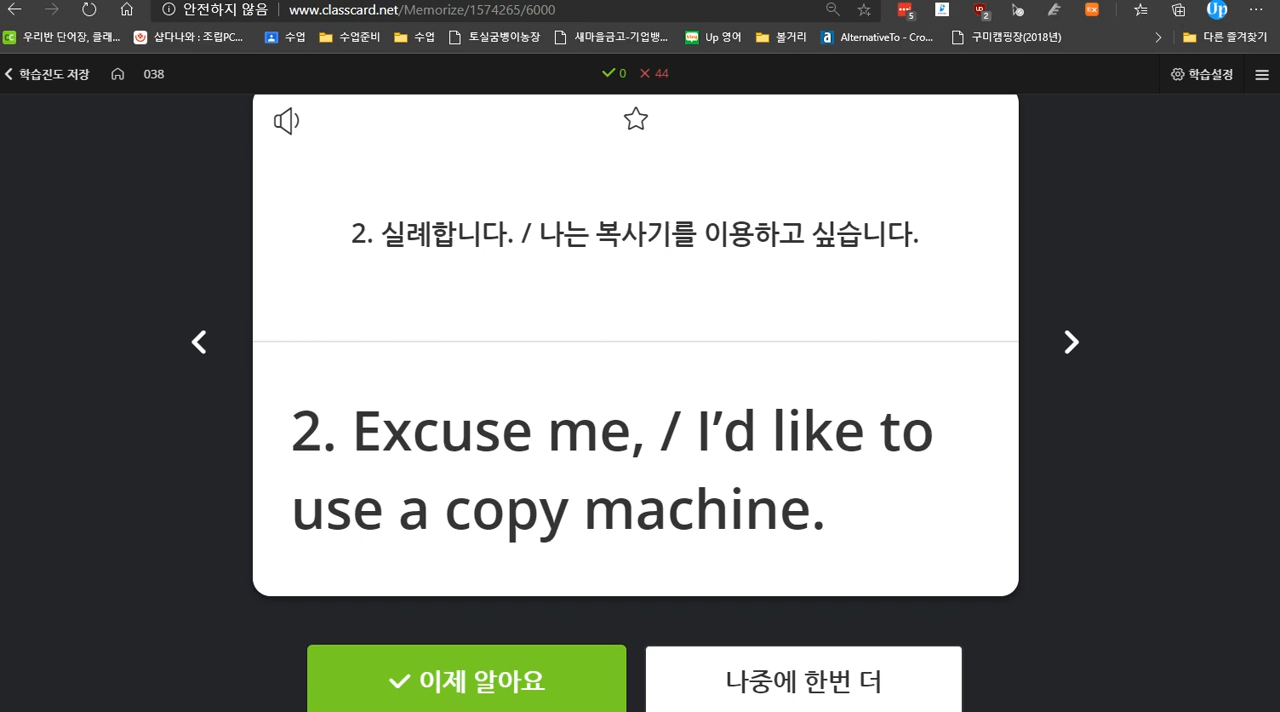 안전하지 않음 www.classcard.net/Memorize/1574265/6000
5 2 EX Up
우리반 단어장, 클래... 샵다나와 : 조립PC... 수업 수업준비 수업 토실굼벵이농장 새마을금고-기업뱅... Up 영어 볼거리 AlternativeTo - Cro... 구미캠핑장(2018년) 다른 즐겨찾기
학습진도 저장 038 0 44 학습설정
2. 실례합니다. / 나는 복사기를 이용하고 싶습니다.
2. Excuse me, / I’d like to
use a copy machine.
이제 알아요 나중에 한번 더